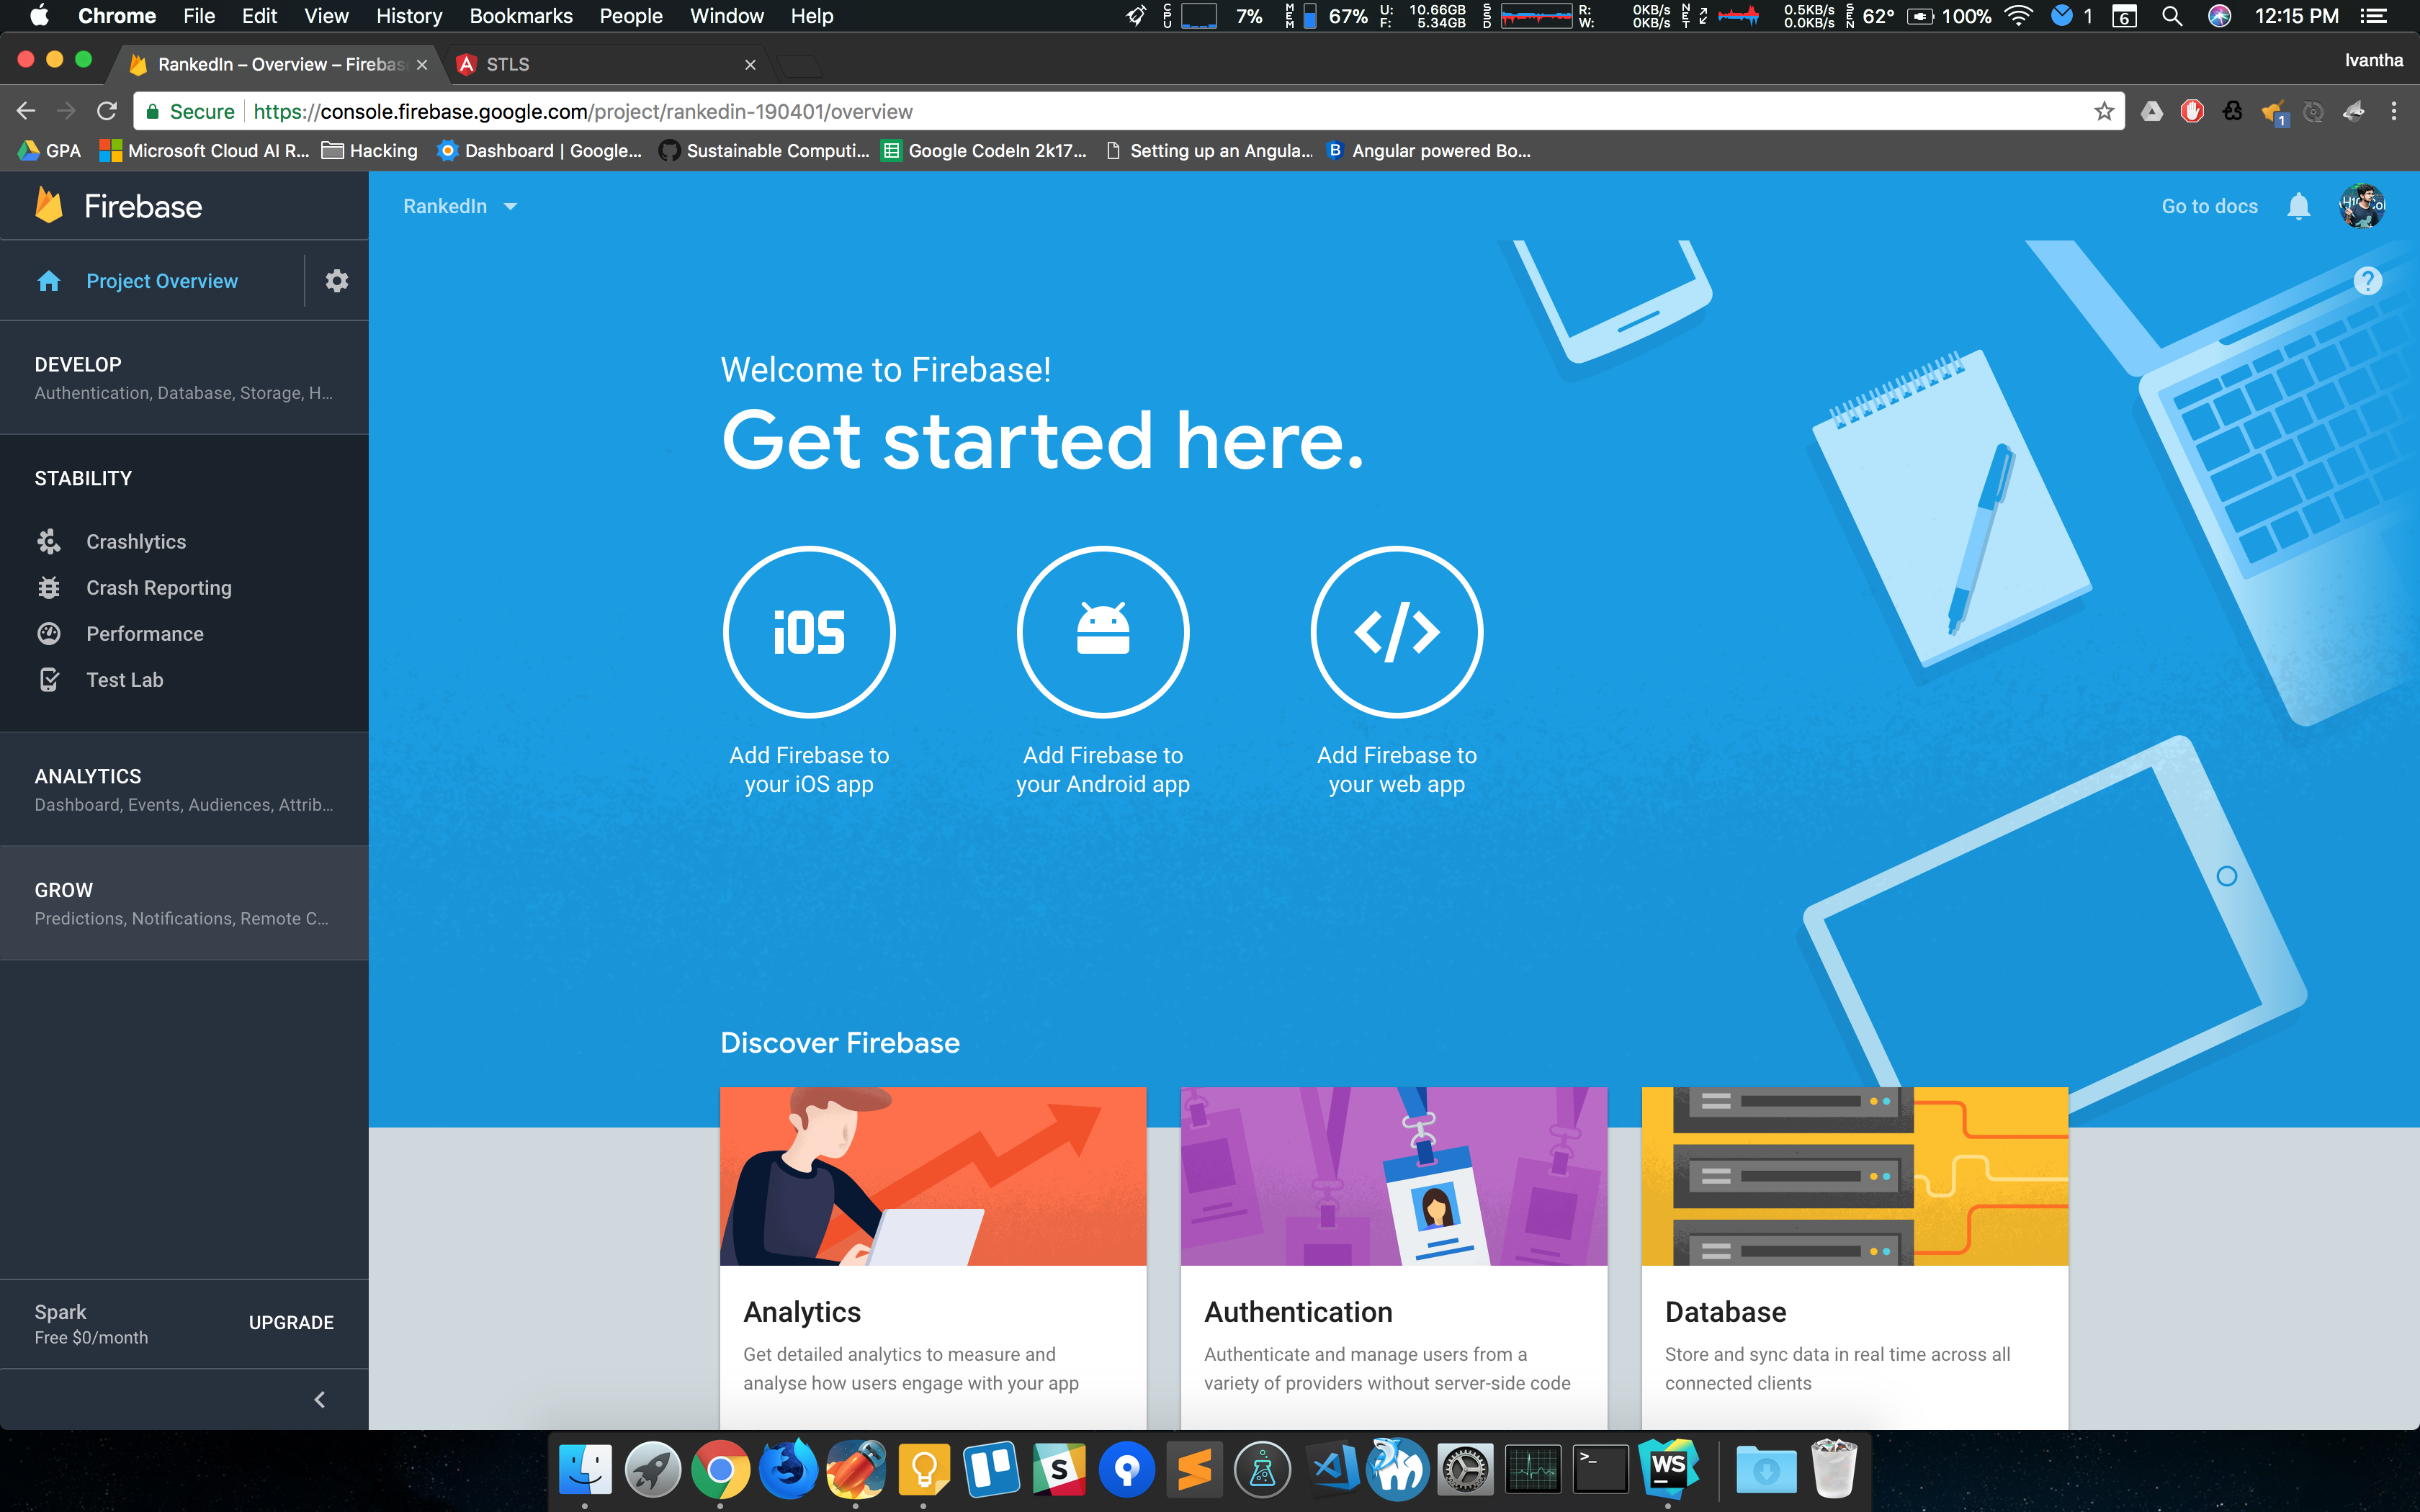 Chrome File Edit View History Bookmarks People Window Help
CPU 7% MEM 67% U: 10.66GB F: 5.34GB SSD R: W: 0KB/s 0KB/s NET 0.5KB/s 0.0KB/s SEN 62° 100% 1 6 12:15 PM
RankedIn – Overview – Firebas STLS Ivantha
Secure https://console.firebase.google.com/project/rankedin-190401/overview 1
GPA Microsoft Cloud AI R... Hacking Dashboard | Google... Sustainable Computi... Google CodeIn 2k17... Setting up an Angula... B Angular powered Bo...
Firebase
RankedIn
Go to docs
Project Overview
?
DEVELOP
Authentication, Database, Storage, H...
STABILITY
Crashlytics
Crash Reporting
Performance
Test Lab
ANALYTICS
Dashboard, Events, Audiences, Attrib...
GROW
Predictions, Notifications, Remote C...
Spark
Free $0/month
UPGRADE
Welcome to Firebase!
Get started here.
iOS
</>
Add Firebase to
your iOS app
Add Firebase to
your Android app
Add Firebase to
your web app
Discover Firebase
Analytics
Get detailed analytics to measure and
analyse how users engage with your app
Authentication
Authenticate and manage users from a
variety of providers without server-side code
Database
Store and sync data in real time across all
connected clients
S
>_
WS